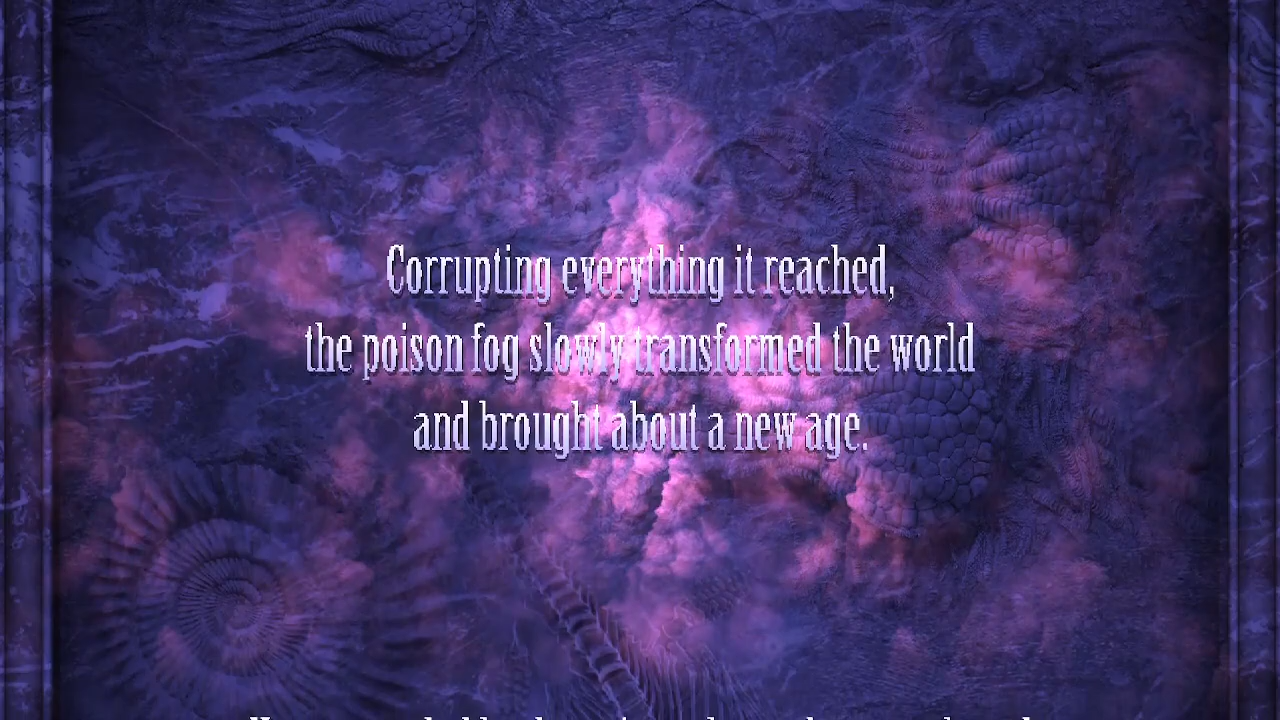 Corrupting everything it reached,
the poison fog slowly transformed the world
and brought about a new age.